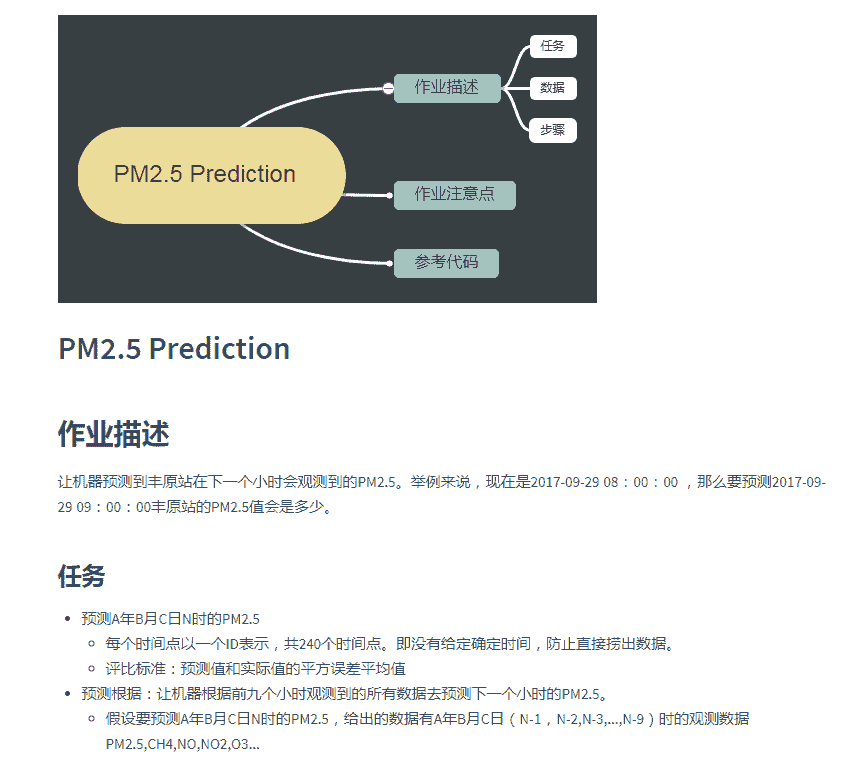 任务
作业描述
数据
步骤
PM2.5 Prediction
作业注意点
参考代码
PM2.5 Prediction
作业描述
让机器预测到丰原站在下一个小时会观测到的PM2.5。举例来说，现在是2017-09-29 08：00：00 ，那么要预测2017-09-
29 09：00：00丰原站的PM2.5值会是多少。
任务
预测A年B月C日N时的PM2.5
每个时间点以一个ID表示，共240个时间点。即没有给定确定时间，防止直接捞出数据。
评比标准：预测值和实际值的平方误差平均值
预测根据：让机器根据前九个小时观测到的所有数据去预测下一个小时的PM2.5。
假设要预测A年B月C日N时的PM2.5，给出的数据有A年B月C日（N-1，N-2,N-3,...,N-9）时的观测数据
PM2.5,CH4,NO,NO2,O3...